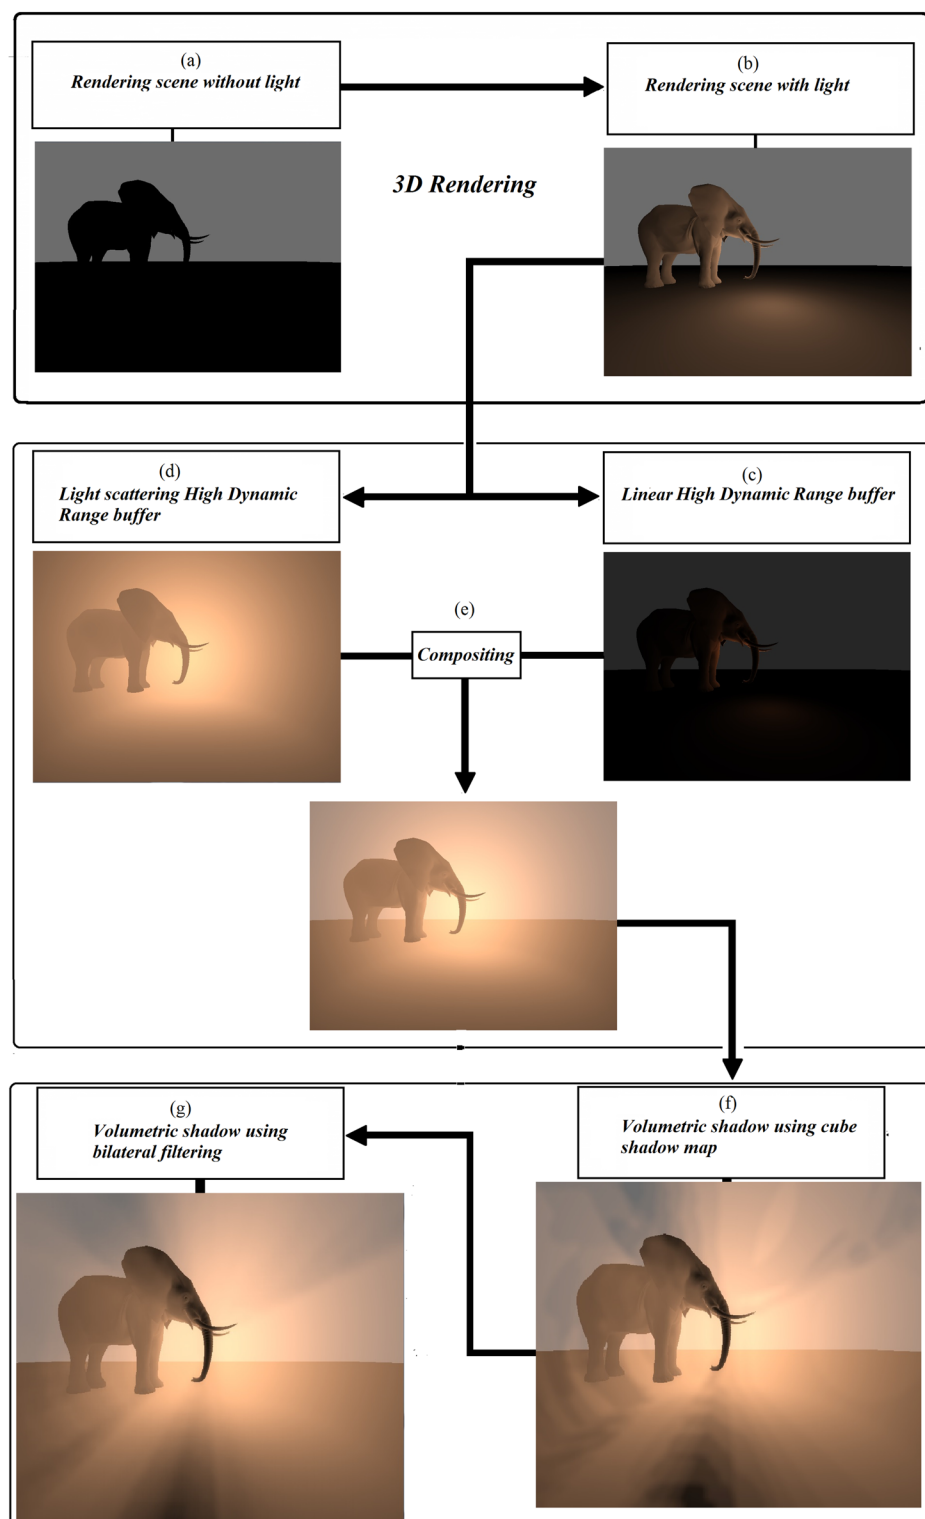 (a)
Rendering scene without light
(b)
Rendering scene with light
3D Rendering
(d)
Light scattering High Dynamic
Range buffer
(c)
Linear High Dynamic Range buffer
(e)
Compositing
(g)
Volumetric shadow using
bilateral filtering
(f)
Volumetric shadow using cube
shadow map